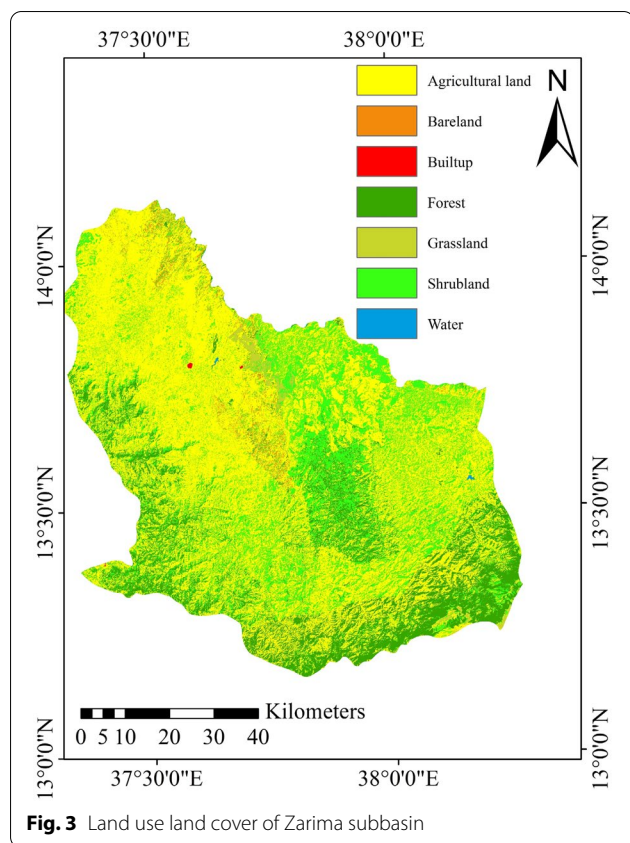 37°30'0"E 38°0'0"E
N
Agricultural land
Bareland
Builtup
Forest
Grassland
Shrubland
Water
14°0'0"N 14°0'0"N
13°30'0"N 13°30'0"N
13°0'0"N 13°0'0"N
Kilometers
0 5 10 20 30 40
37°30'0"E 38°0'0"E
Fig. 3 Land use land cover of Zarima subbasin